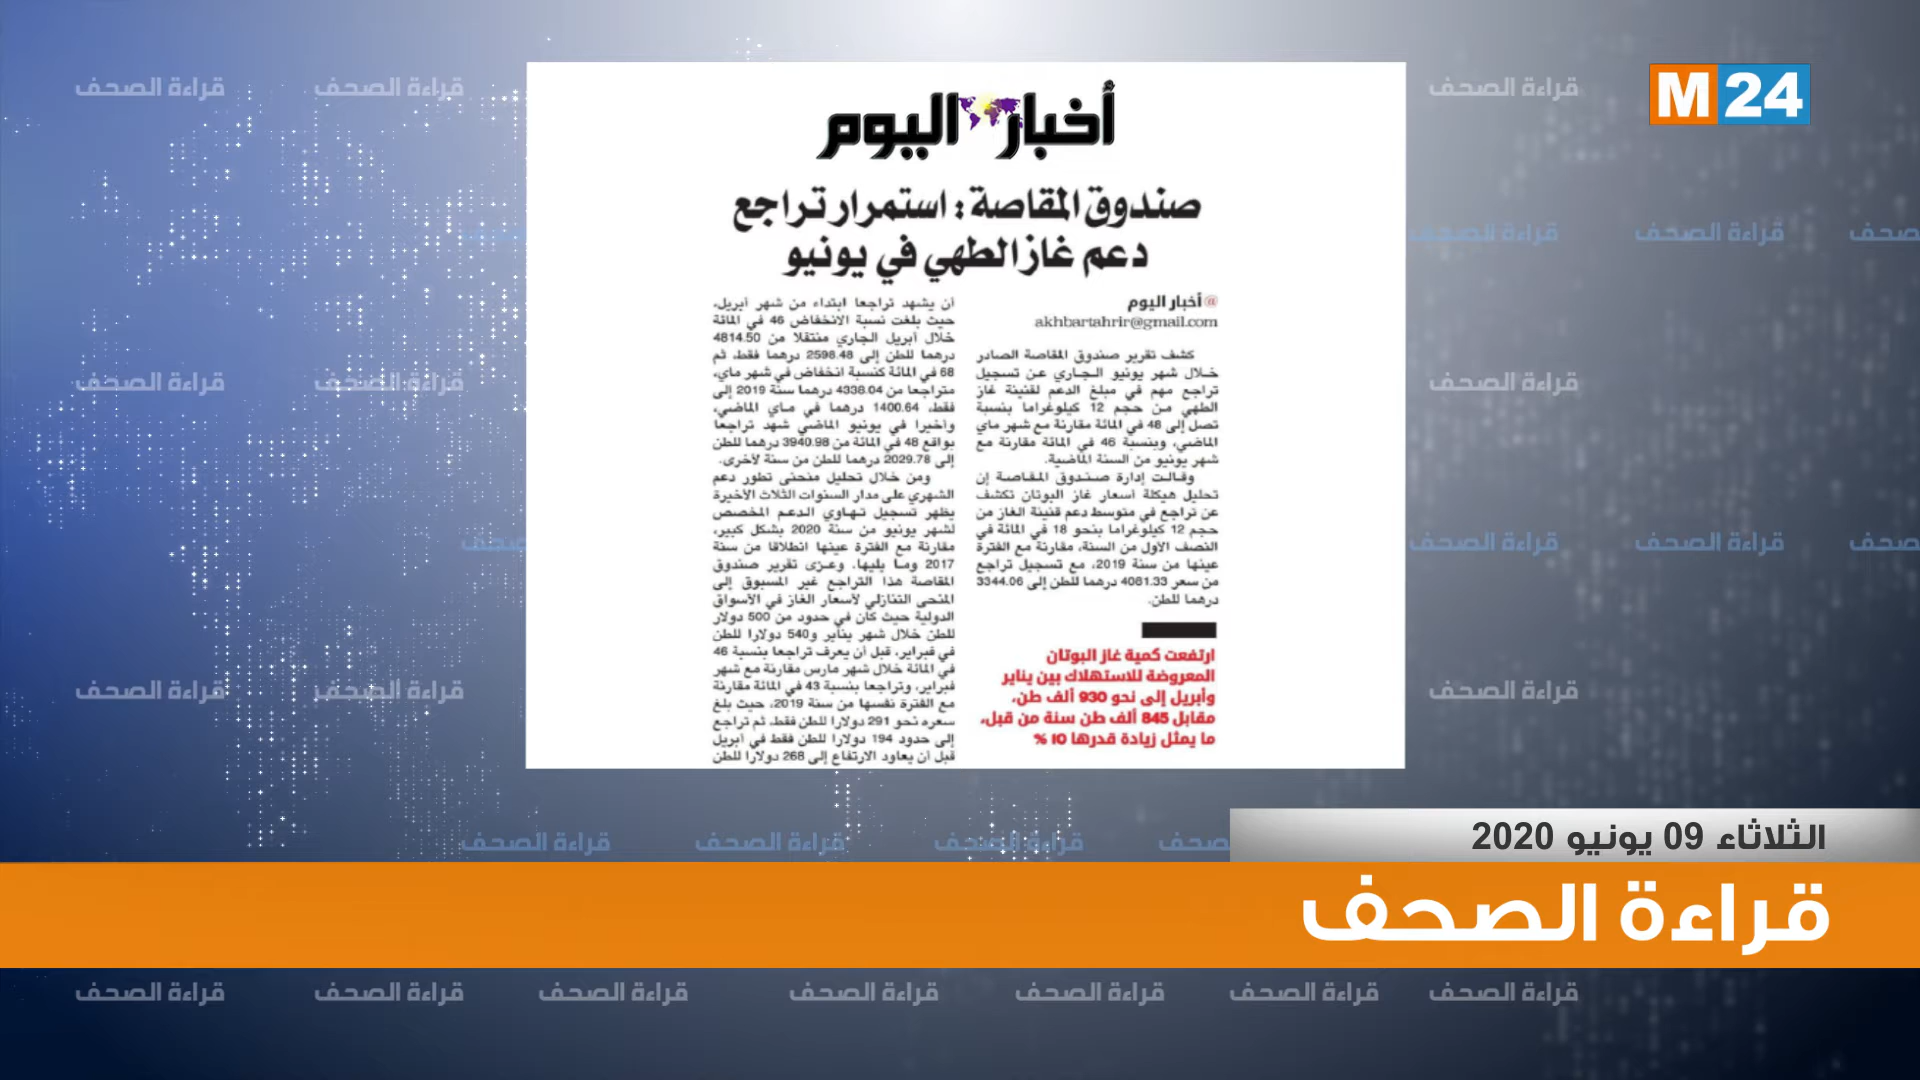 M24
أخبار اليوم
صندوق المقاصة : استمرار تراجع
دعم غاز الطهي في يونيو
@ أخبار اليوم
akhbartahrir@gmail.com
كشف تقرير صندوق المقاصة الصادر
خلال شهر يونيو الجاري عن تسجيل
تراجع مهم في مبلغ الدعم لقنينة غاز
الطهي من حجم 12 كيلوغراما بنسبة
تصل إلى 48 في المائة مقارنة مع شهر ماي
الماضي، وبنسبة 46 في المائة مقارنة مع
شهر يونيو من السنة الماضية.
وقالت إدارة صندوق المقاصة إن
تحليل هيكلة أسعار غاز البوتان تكشف
عن تراجع في متوسط دعم قنينة الغاز من
حجم 12 كيلوغراما بنحو 18 في المائة في
النصف الأول من السنة، مقارنة مع الفترة
عينها من سنة 2019، مع تسجيل تراجع
من سعر 4081.33 درهما للطن إلى 3344.06
درهما للطن.
ارتفعت كمية غاز البوتان
المعروضة للاستهلاك بين يناير
وأبريل إلى نحو 930 ألف طن،
مقابل 845 ألف طن سنة من قبل،
ما يمثل زيادة قدرها 10 %
أن يشهد تراجعا ابتداء من شهر أبريل،
حيث بلغت نسبة الانخفاض 46 في المائة
خلال أبريل الجاري منتقلا من 4814.50
درهما للطن إلى 2598.48 درهما فقط، ثم
68 في المائة كنسبة انخفاض في شهر ماي،
متراجعا من 4338.04 درهما سنة 2019 إلى
فقط، 1400.64 درهما في ماي الماضي،
وأخيرا في يونيو الماضي شهد تراجعا
بواقع 48 في المائة من 3940.98 درهما للطن
إلى 2029.78 درهما للطن من سنة لأخرى.
ومن خلال تحليل منحنى تطور دعم
الشهري على مدار السنوات الثلاث الأخيرة
يظهر تسجيل تهاوي الدعم المخصص
لشهر يونيو من سنة 2020 بشكل كبير،
مقارنة مع الفترة عينها انطلاقا من سنة
2017 وما يليها. وعزى تقرير صندوق
المقاصة هذا التراجع غير المسبوق إلى
المنحى التنازلي لأسعار الغاز في الأسواق
الدولية حيث كان في حدود من 500 دولار
للطن خلال شهر يناير و540 دولارا للطن
في فبراير، قبل أن يعرف تراجعا بنسبة 46
في المائة خلال شهر مارس مقارنة مع شهر
فبراير، وتراجعا بنسبة 43 في المائة مقارنة
مع الفترة نفسها من سنة 2019، حيث بلغ
سعره نحو 291 دولارا للطن فقط، ثم تراجع
إلى حدود 194 دولارا للطن فقط في أبريل
قبل أن يعاود الارتفاع إلى 268 دولارا للطن
الثلاثاء 09 يونيو 2020
قراءة الصحف